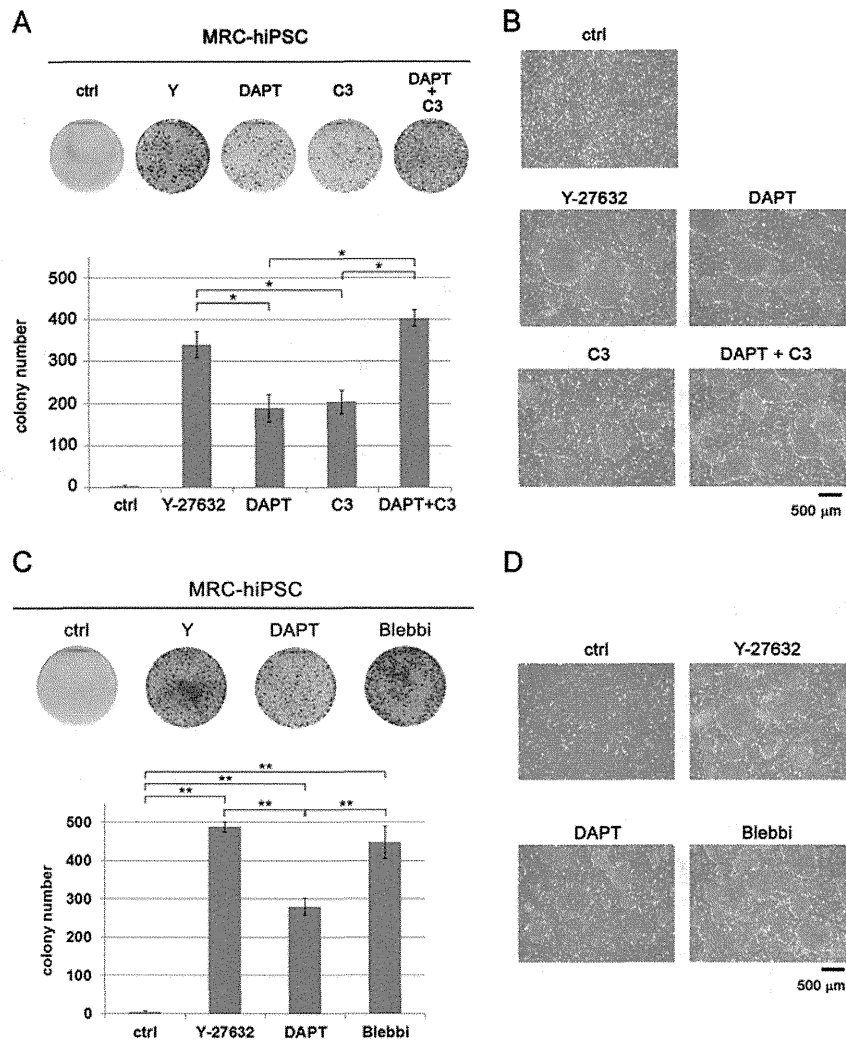 A
MRC-hiPSC
ctrl Y DAPT C3 DAPT + C3
* *
* *
500
400
300
200
100
0
colony number
ctrl Y-27632 DAPT C3 DAPT+C3
B
ctrl
Y-27632 DAPT
C3 DAPT + C3
500 μm
C
MRC-hiPSC
ctrl Y DAPT Blebbi
**
**
** ** **
500
400
300
200
100
0
colony number
ctrl Y-27632 DAPT Blebbi
D
ctrl Y-27632
DAPT Blebbi
500 μm